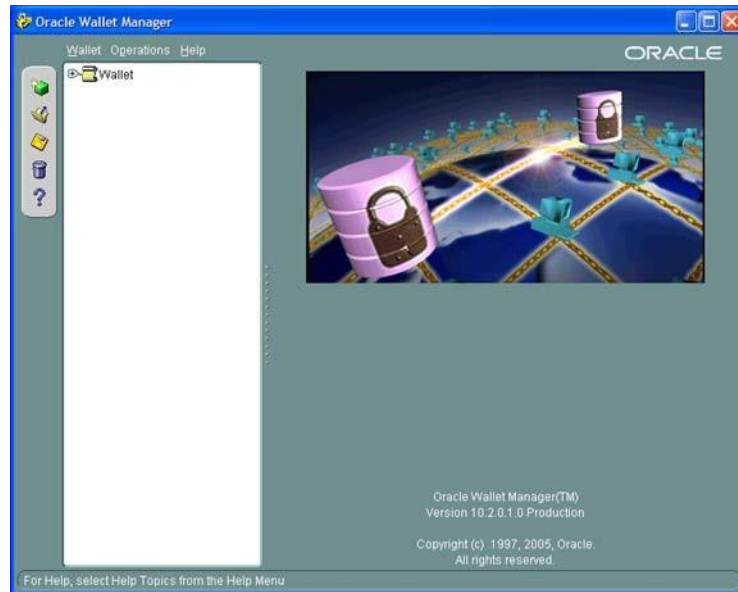 Oracle Wallet Manager
Wallet Operations Help
ORACLE
Wallet
Oracle Wallet Manager(TM)
Version 10.2.0.1.0 Production
Copyright (c) 1997, 2005, Oracle.
All rights reserved.
For Help, select Help Topics from the Help Menu